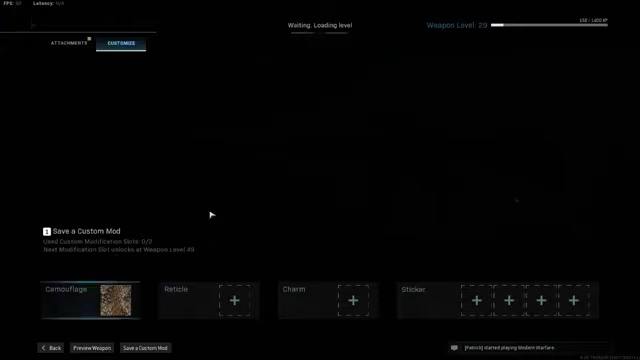 FPS: Latency: N/A
Waiting. Loading level
Weapon Level: 29
ATTACHMENTS
CUSTOMIZE
1 Save a Custom Mod
Used Custom Modification Slots: 0/2
Next Modification Slot unlocks at Weapon Level 49
Camouflage
Reticle
Charm
Sticker
Back
Preview Weapon
Save a Custom Mod
[Patrick] started playing Modern Warfare.